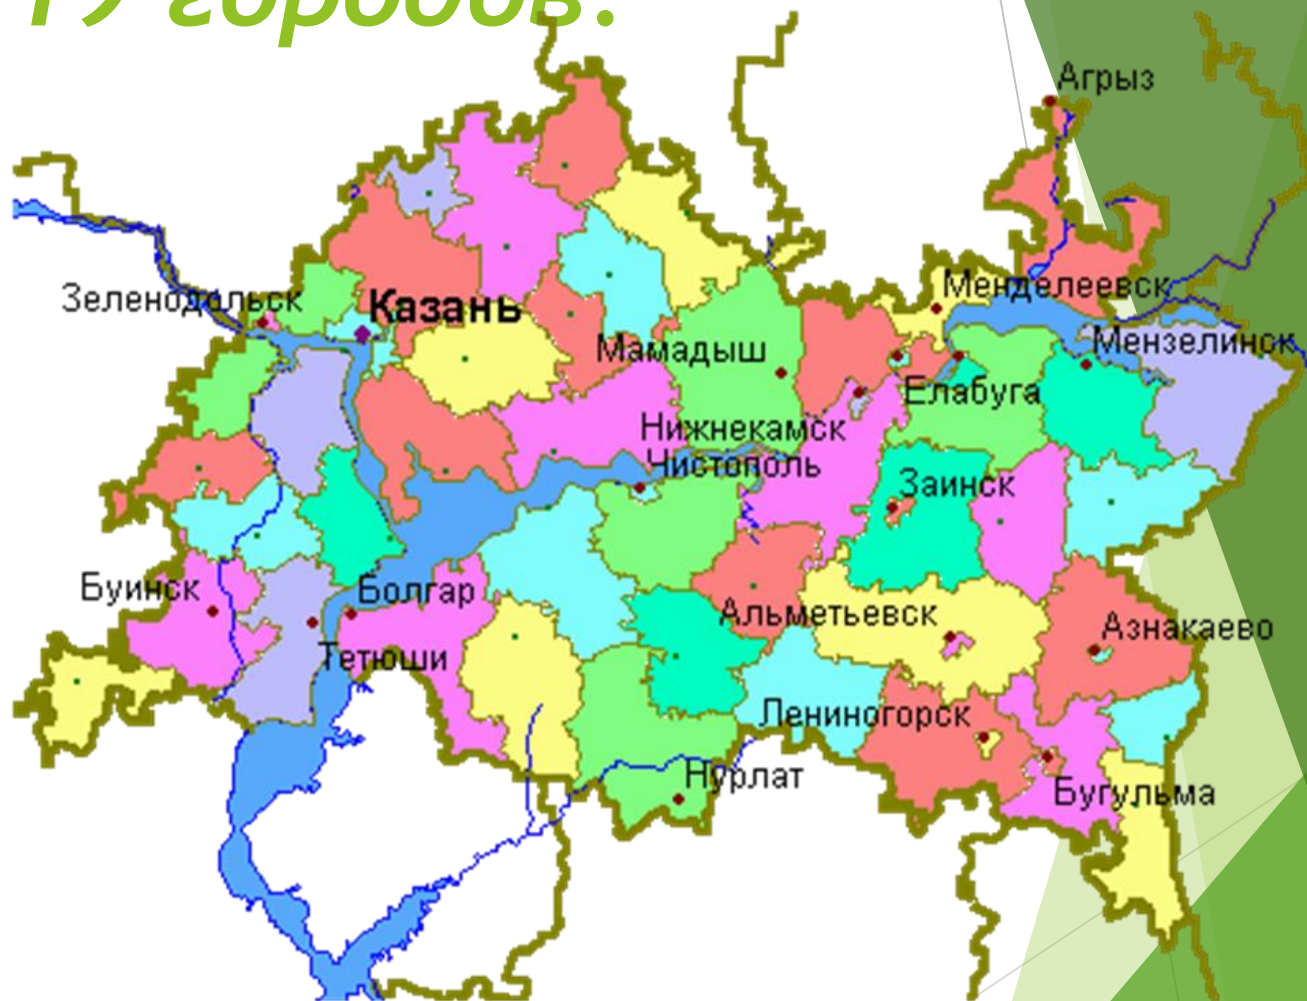 19 городов.
Агрыз
Менделеевск
Зеленодольск
Казань
Мензелинск
Мамадыш
Елабуга
Нижнекамск
Чистополь
Заинск
Буинск
Болгар
Альметьевск
Азнакаево
Тетюши
Лениногорск
Нурлат
Бугульма